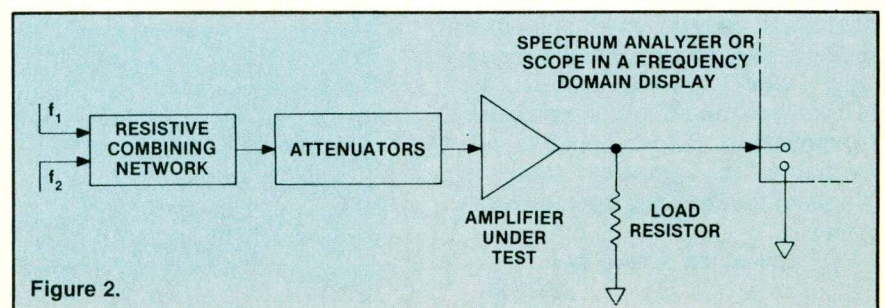 SPECTRUM ANALYZER OR
SCOPE IN A FREQUENCY
DOMAIN DISPLAY
f1
f2
RESISTIVE
COMBINING
NETWORK
ATTENUATORS
AMPLIFIER
UNDER
TEST
LOAD
RESISTOR
Figure 2.